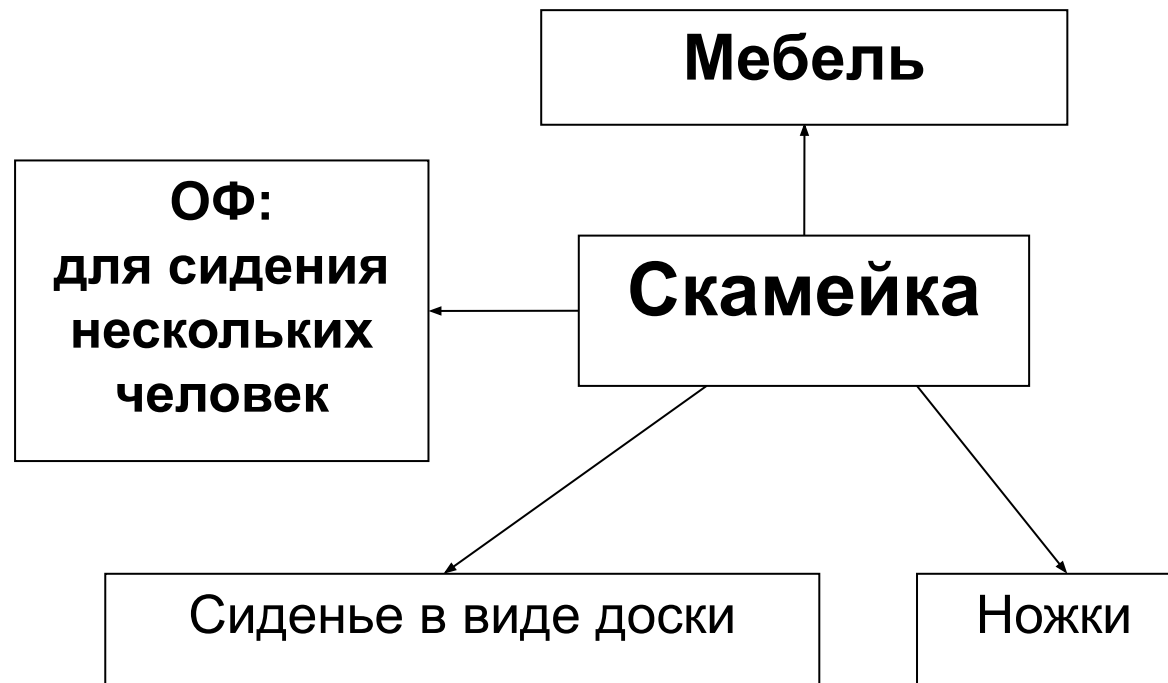 Мебель
ОФ:
для сидения
нескольких
человек
Скамейка
Сиденье в виде доски
Ножки